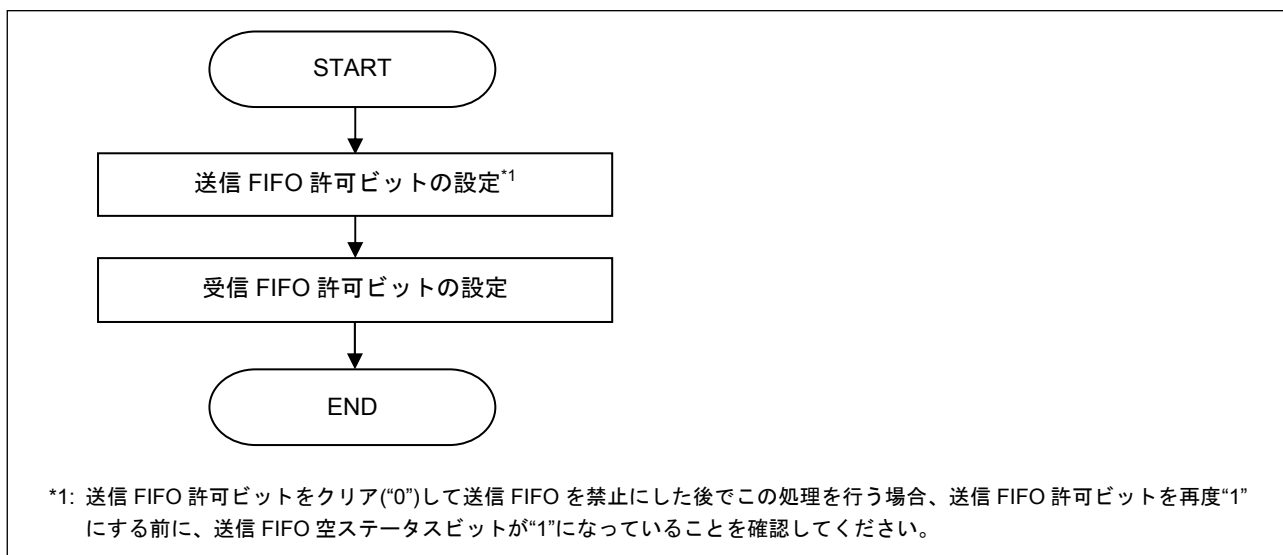 START
送信 FIFO 許可ビットの設定*1
受信 FIFO 許可ビットの設定
END
*1: 送信 FIFO 許可ビットをクリア(“0”)して送信 FIFO を禁止にした後でこの処理を行う場合、送信 FIFO 許可ビットを再度“1”
にする前に、送信 FIFO 空ステータスビットが“1”になっていることを確認してください。